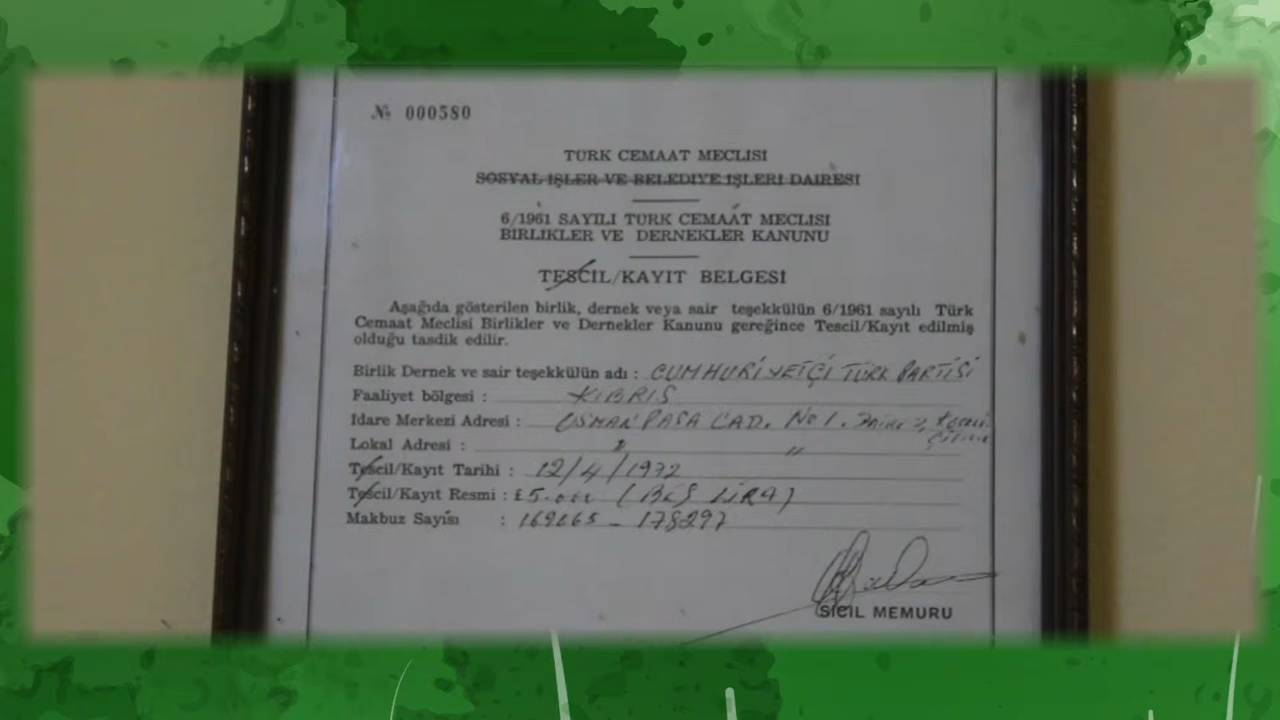 № 000580
TÜRK CEMAAT MECLİSİ
SOSYAL İŞLER VE BELEDİYE İŞLERİ DAİRESİ
6/1961 SAYILI TÜRK CEMAAT MECLİSİ
BİRLİKLER VE DERNEKLER KANUNU
TESCİL/KAYIT BELGESİ
Aşağıda gösterilen birlik, dernek veya sair teşekkülün 6/1961 sayılı Türk
Cemaat Meclisi Birlikler ve Dernekler Kanunu gereğince Tescil/Kayıt edilmiş
olduğu tasdik edilir.
Birlik Dernek ve sair teşekkülün adı : CUMHURİYETÇİ TÜRK PARTİSİ
Faaliyet bölgesi : KIBRIS
İdare Merkezi Adresi : OSMAN PAŞA CAD. No 1. Daire 2,
Lokal Adresi : " "
Tescil/Kayıt Tarihi : 12/4/1972
Tescil/Kayıt Resmi : £5.000 (BEŞ LİRA)
Makbuz Sayısı : 169165 - 178297
SİCİL MEMURU